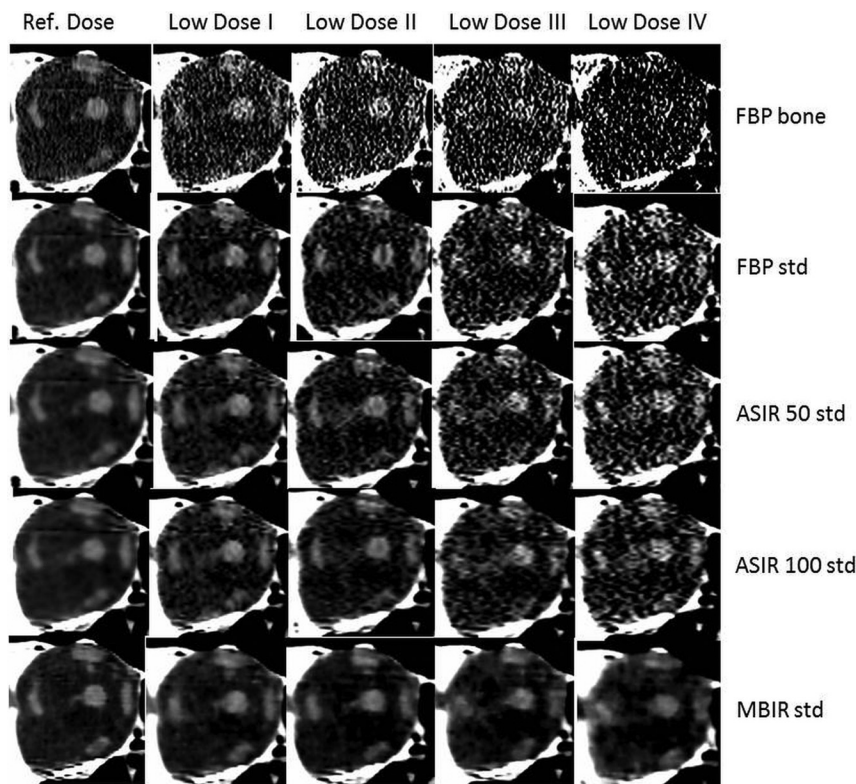 Ref. Dose Low Dose I Low Dose II Low Dose III Low Dose IV
FBP bone
FBP std
ASIR 50 std
ASIR 100 std
MBIR std